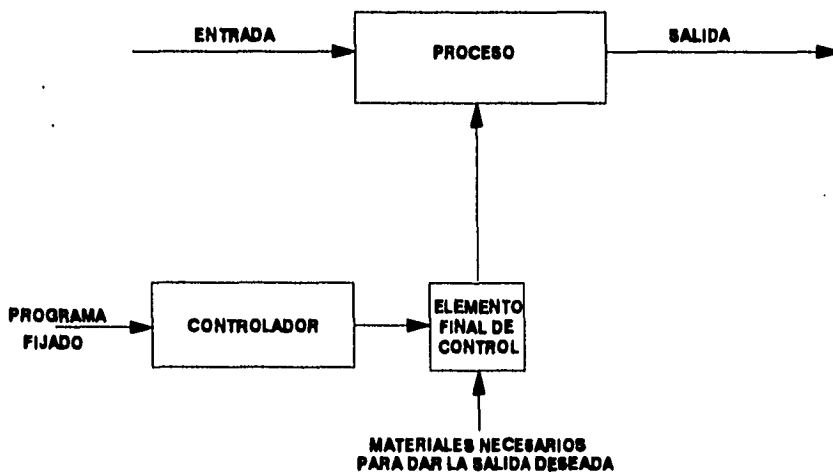 ENTRADA
PROCESO
SALIDA
PROGRAMA
FIJADO
CONTROLADOR
ELEMENTO
FINAL DE
CONTROL
MATERIALES NECESARIOS
PARA DAR LA SALIDA DESEADA